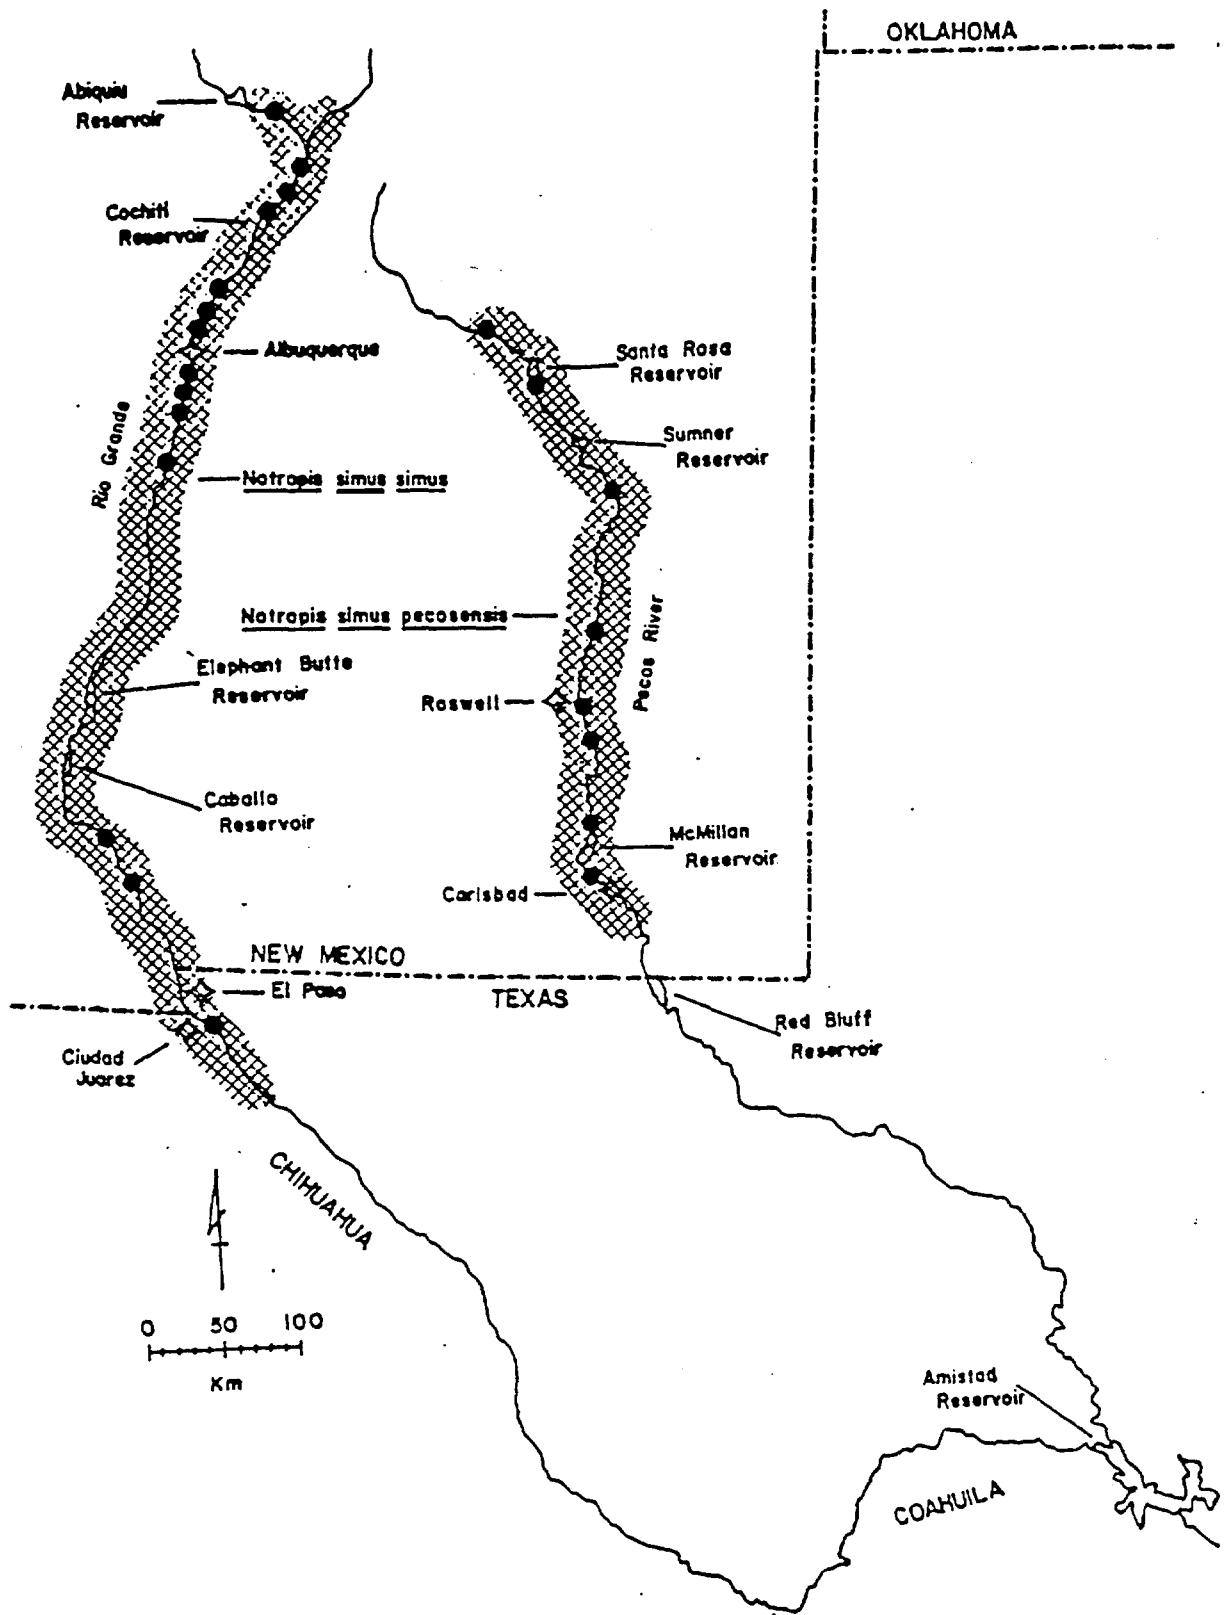 OKLAHOMA
Abiquiu
Reservoir
Cochiti
Reservoir
Albuquerque
Santa Rosa
Reservoir
Sumner
Reservoir
Rio Grande
Notropis simus simus
Notropis simus pecosensis
Pecos River
Elephant Butte
Reservoir
Roswell
Caballo
Reservoir
McMillan
Reservoir
Carlsbad
NEW MEXICO
El Paso
TEXAS
Red Bluff
Reservoir
Ciudad
Juarez
CHIHUAHUA
0 50 100
Km
Amistad
Reservoir
COAHUILA